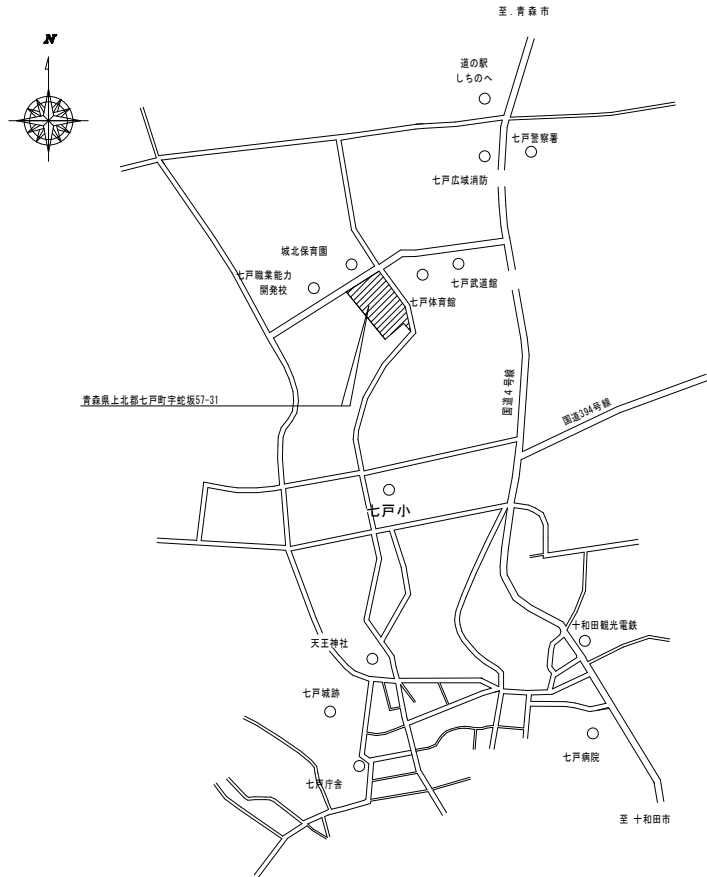 至.青森市
N
道の駅
しちのへ
七戸警察署
七戸広域消防
城北保育園
七戸職業能力
開発校
七戸武道館
七戸体育館
青森県上北郡七戸町字蛇坂57-31
国道4号線
国道394号線
七戸小
十和田観光電鉄
天王神社
七戸城跡
七戸病院
七戸庁舎
至 十和田市